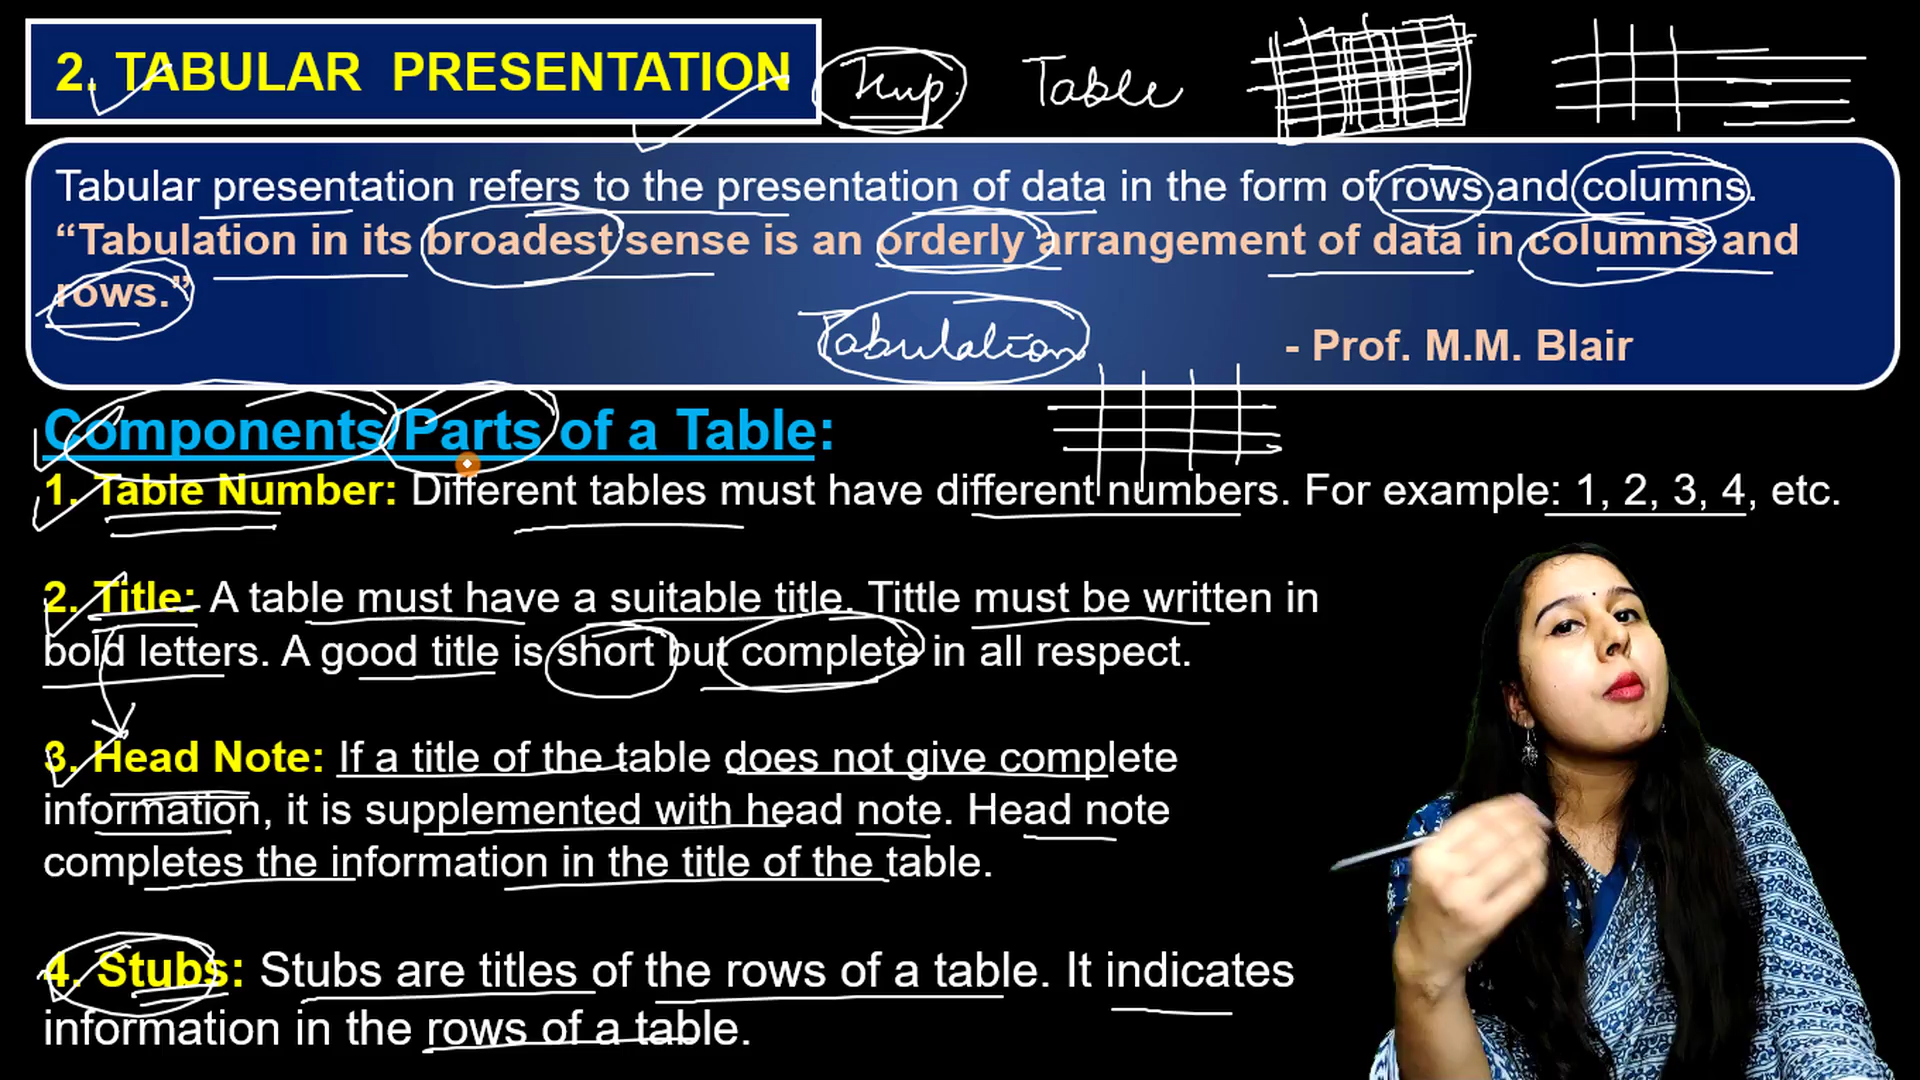 2. TABULAR PRESENTATION
Imp.
Table
Tabular presentation refers to the presentation of data in the form of rows and columns.
“Tabulation in its broadest sense is an orderly arrangement of data in columns and
rows.”
Tabulation
- Prof. M.M. Blair
Components/Parts of a Table:
1. Table Number: Different tables must have different numbers. For example: 1, 2, 3, 4, etc.
2. Title: A table must have a suitable title. Tittle must be written in
bold letters. A good title is short but complete in all respect.
3. Head Note: If a title of the table does not give complete
information, it is supplemented with head note. Head note
completes the information in the title of the table.
4. Stubs: Stubs are titles of the rows of a table. It indicates
information in the rows of a table.